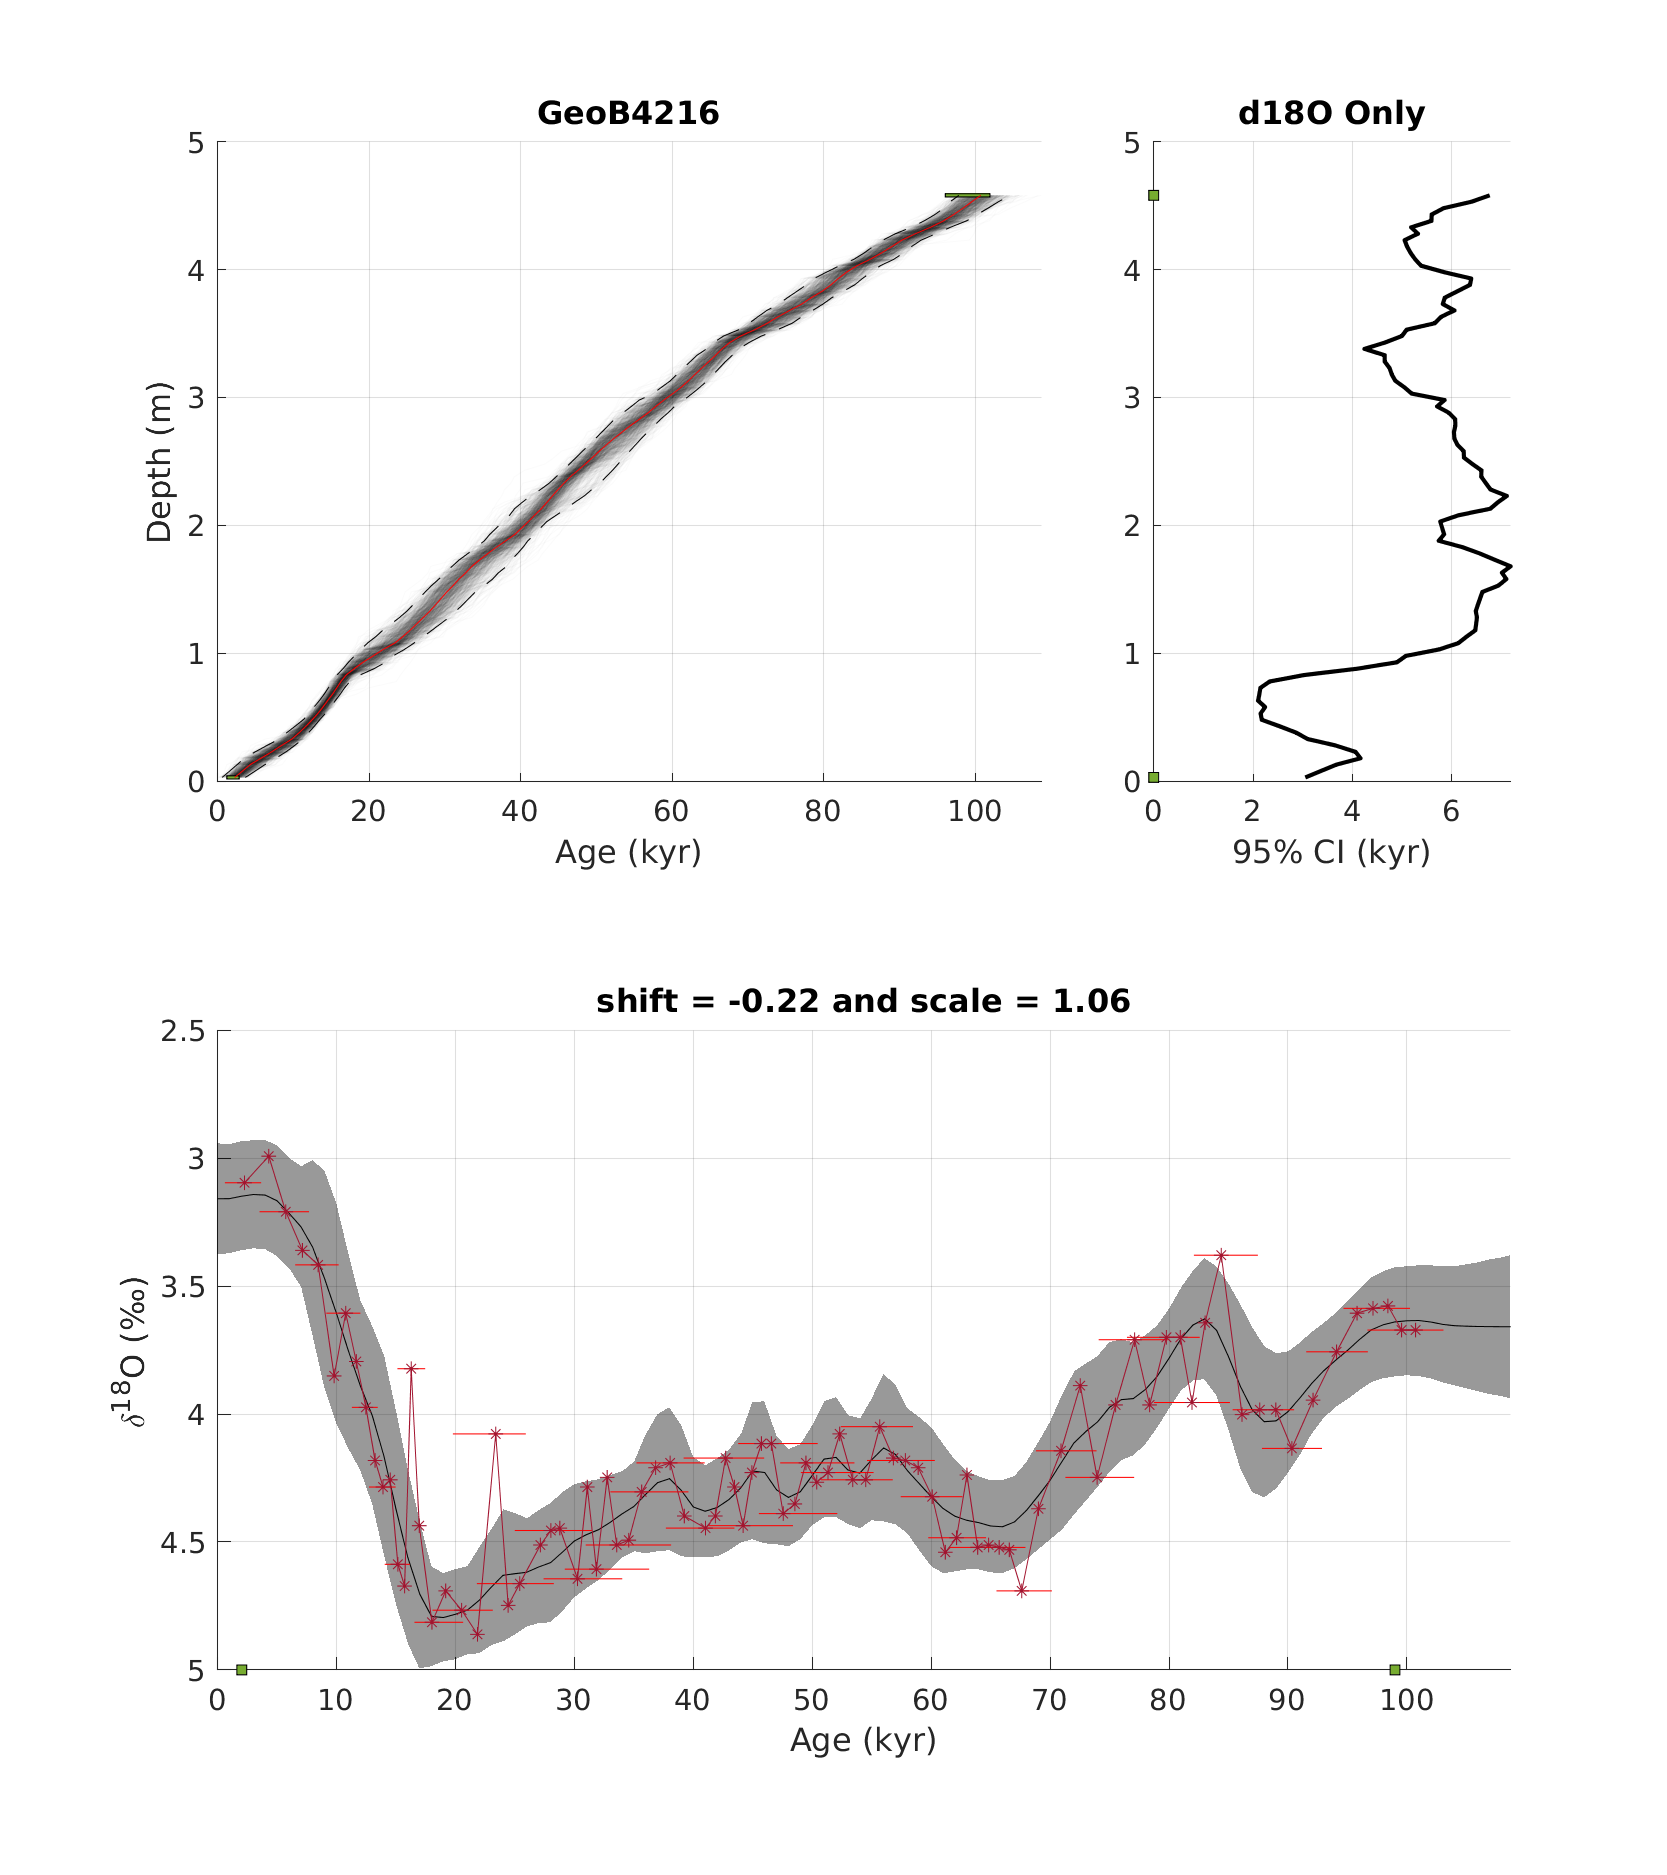 GeoB4216
5
4
3
2
1
0
Depth (m)
0 20 40 60 80 100
Age (kyr)
d18O Only
5
4
3
2
1
0
0 2 4 6
95% CI (kyr)
shift = -0.22 and scale = 1.06
2.5
3
3.5
4
4.5
5
δ18O (‰)
0 10 20 30 40 50 60 70 80 90 100
Age (kyr)